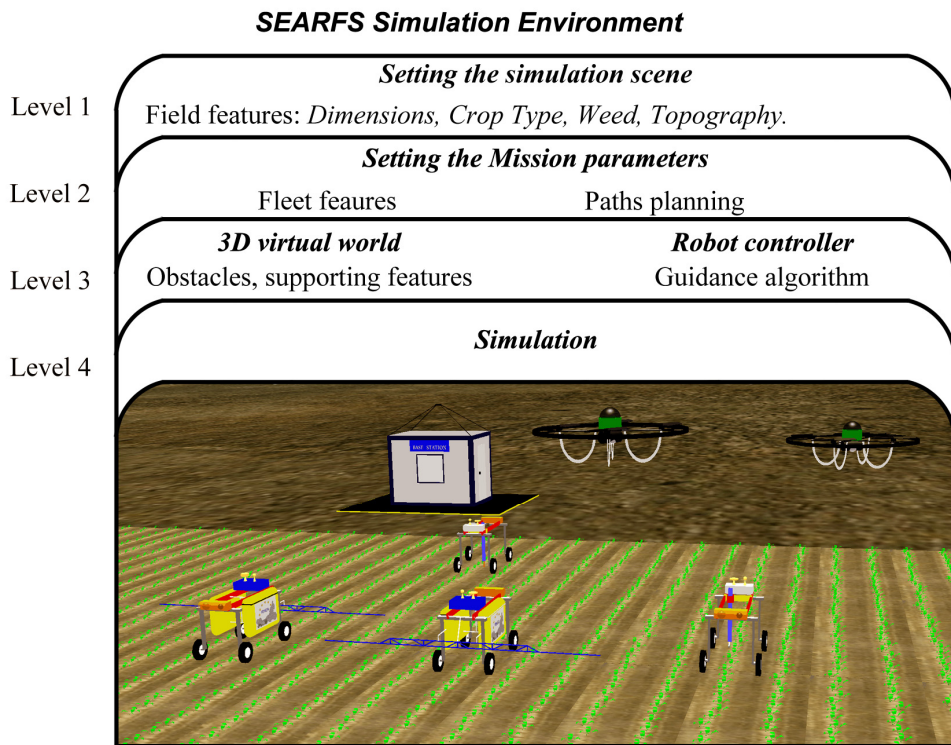 SEARFS Simulation Environment
Setting the simulation scene
Level 1
Field features: Dimensions, Crop Type, Weed, Topography.
Setting the Mission parameters
Level 2
Fleet feaures Paths planning
3D virtual world Robot controller
Level 3
Obstacles, supporting features Guidance algorithm
Simulation
Level 4
BASE STATION